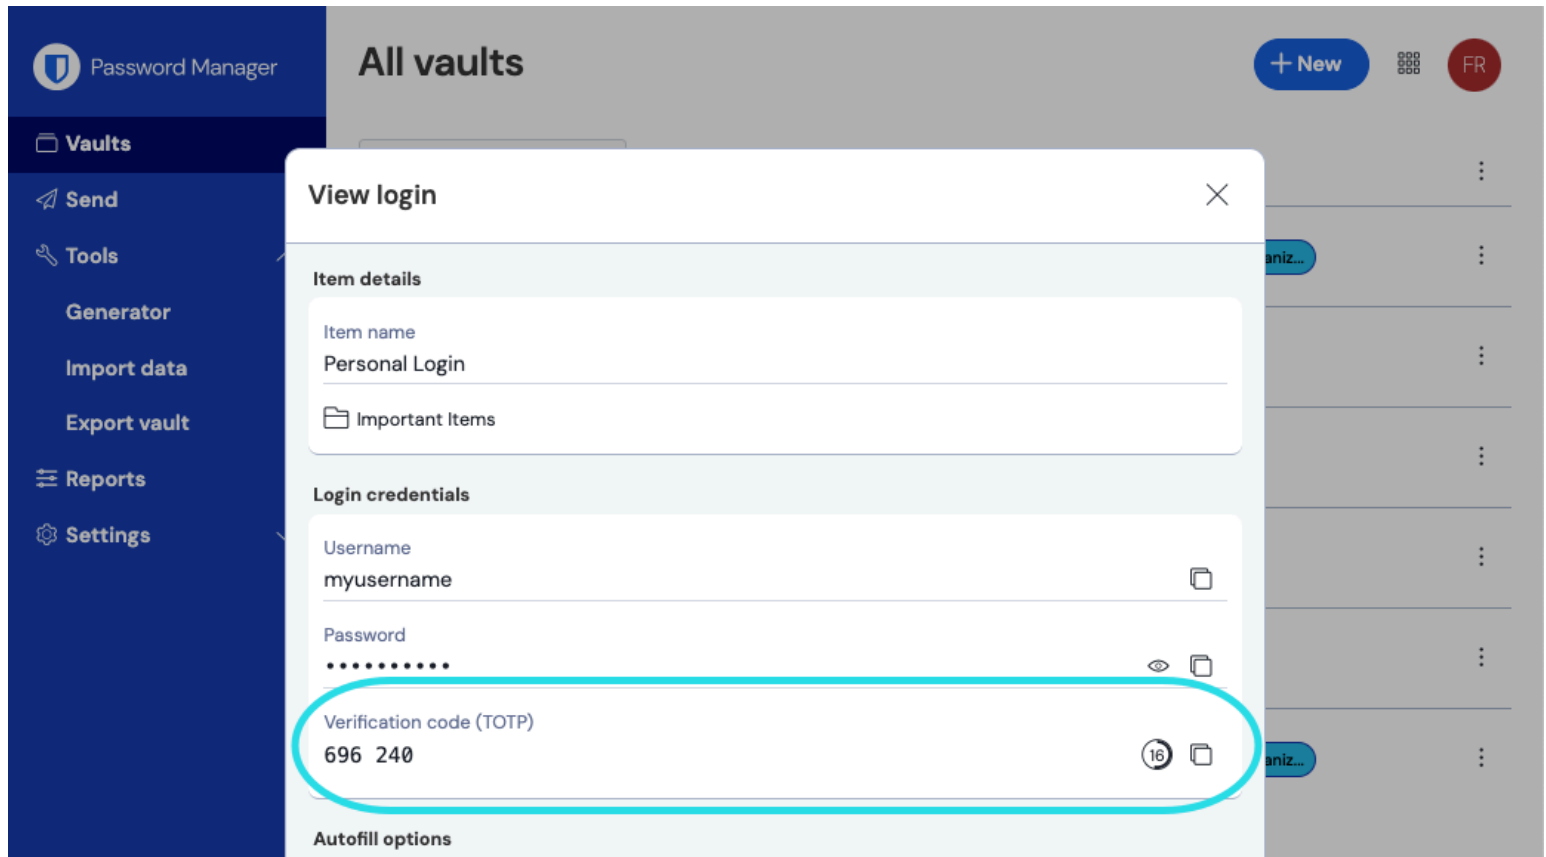 Password Manager
All vaults
New
FR
Vaults
Send
Tools
Generator
Import data
Export vault
Reports
Settings
View login
Item details
Item name
Personal Login
Important Items
Login credentials
Username
myusername
Password
••••••••••
Verification code (TOTP)
696 240
16
Autofill options
aniz...
aniz...